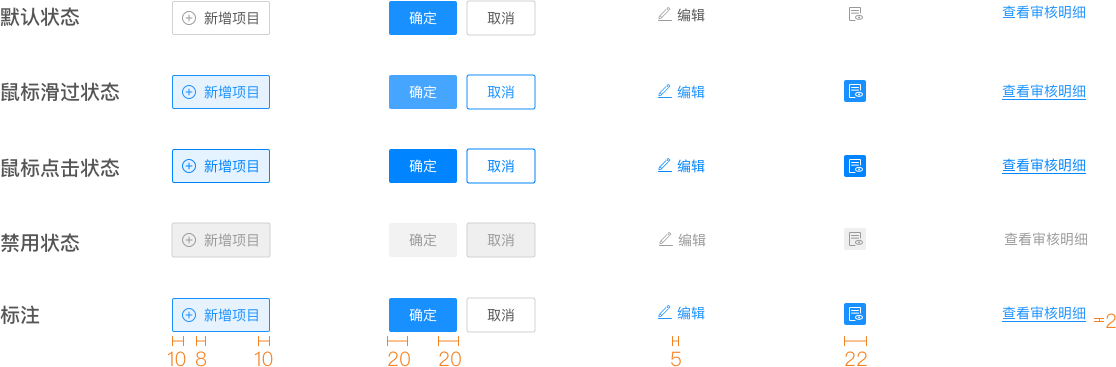 默认状态 新增项目 确定 取消 编辑 查看审核明细
鼠标滑过状态 新增项目 确定 取消 编辑 查看审核明细
鼠标点击状态 新增项目 确定 取消 编辑 查看审核明细
禁用状态 新增项目 确定 取消 编辑 查看审核明细
标注 新增项目 确定 取消 编辑 查看审核明细 2
10 8 10 20 20 5 22